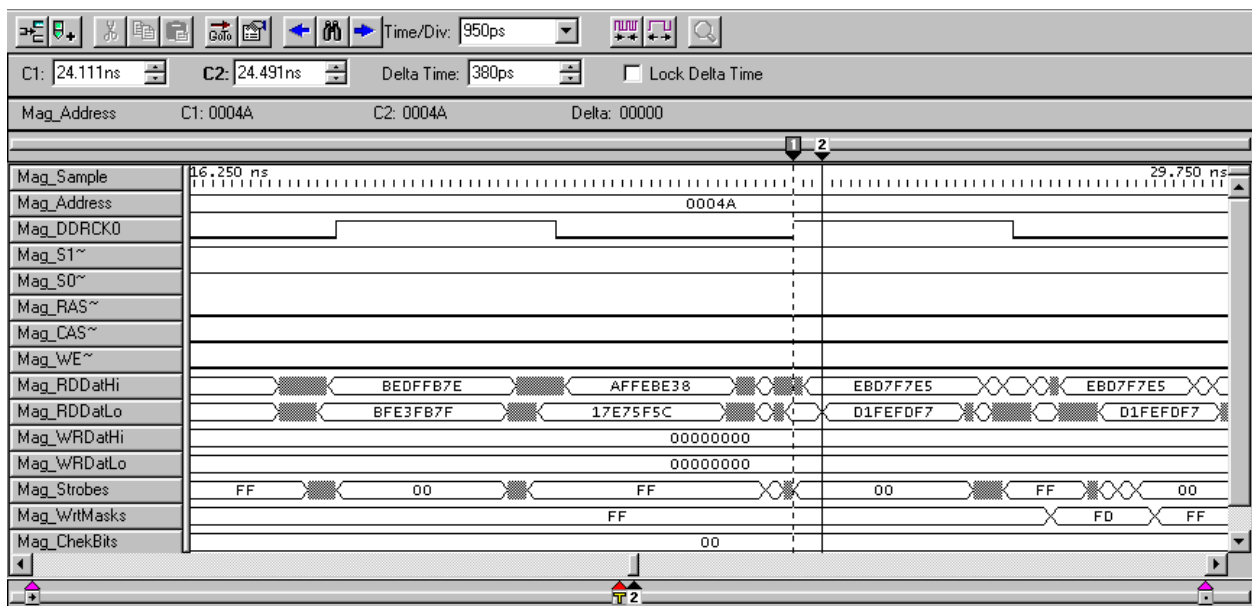 GoTo Time/Div: 950ps
C1: 24.111ns C2: 24.491ns Delta Time: 380ps Lock Delta Time
Mag_Address C1: 0004A C2: 0004A Delta: 00000
1 2
Mag_Sample 16.250 ns 29.750 ns
Mag_Address 0004A
Mag_DDRCK0
Mag_S1~
Mag_S0~
Mag_RAS~
Mag_CAS~
Mag_WE~
Mag_RDDatHi BEDFFB7E AFFEBE38 EBD7F7E5 EBD7F7E5
Mag_RDDatLo BFE3FB7F 17E75F5C D1FEFDF7 D1FEFDF7
Mag_WRDatHi 00000000
Mag_WRDatLo 00000000
Mag_Strobes FF 00 FF 00 FF 00
Mag_WrtMasks FF FD FF
Mag_ChekBits 00
T 2